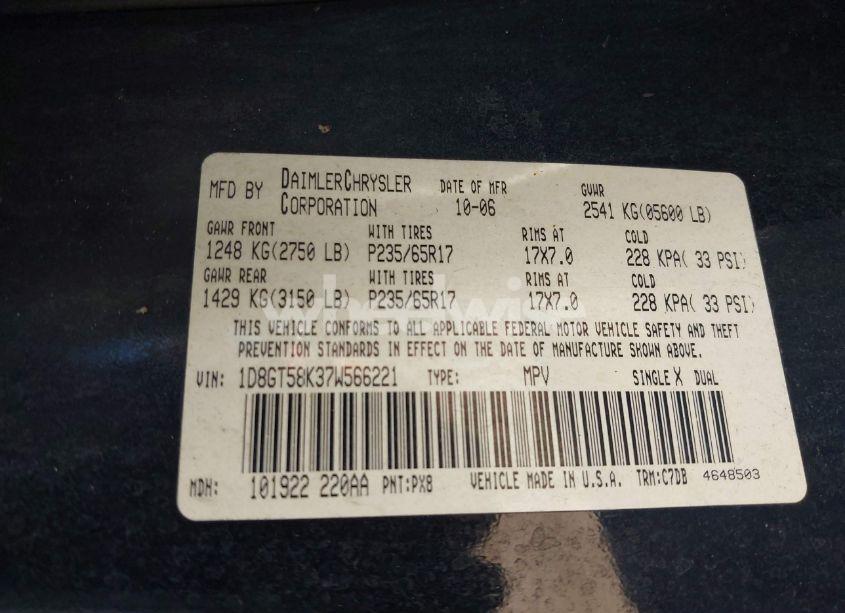 MFD BY DAIMLERCHRYSLER CORPORATION DATE OF MFR 10-06 GVWR 2541 KG(05600 LB)
GAWR FRONT WITH TIRES RIMS AT COLD
1248 KG(2750 LB) P235/65R17 17X7.0 228 KPA( 33 PSI)
GAWR REAR WITH TIRES RIMS AT COLD
1429 KG(3150 LB) P235/65R17 17X7.0 228 KPA( 33 PSI)
THIS VEHICLE CONFORMS TO ALL APPLICABLE FEDERAL MOTOR VEHICLE SAFETY AND THEFT
PREVENTION STANDARDS IN EFFECT ON THE DATE OF MANUFACTURE SHOWN ABOVE.
VIN: 1D8GT58K37W566221 TYPE: MPV SINGLE X DUAL
MDH: 101922 220AA PNT:PX8 VEHICLE MADE IN U.S.A. TRM:C7DB 4648503